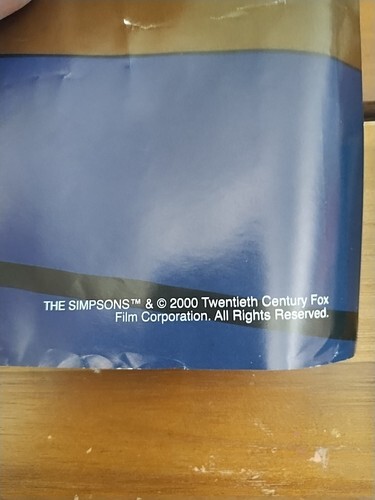 THE SIMPSONS™ & © 2000 Twentieth Century Fox
Film Corporation. All Rights Reserved.